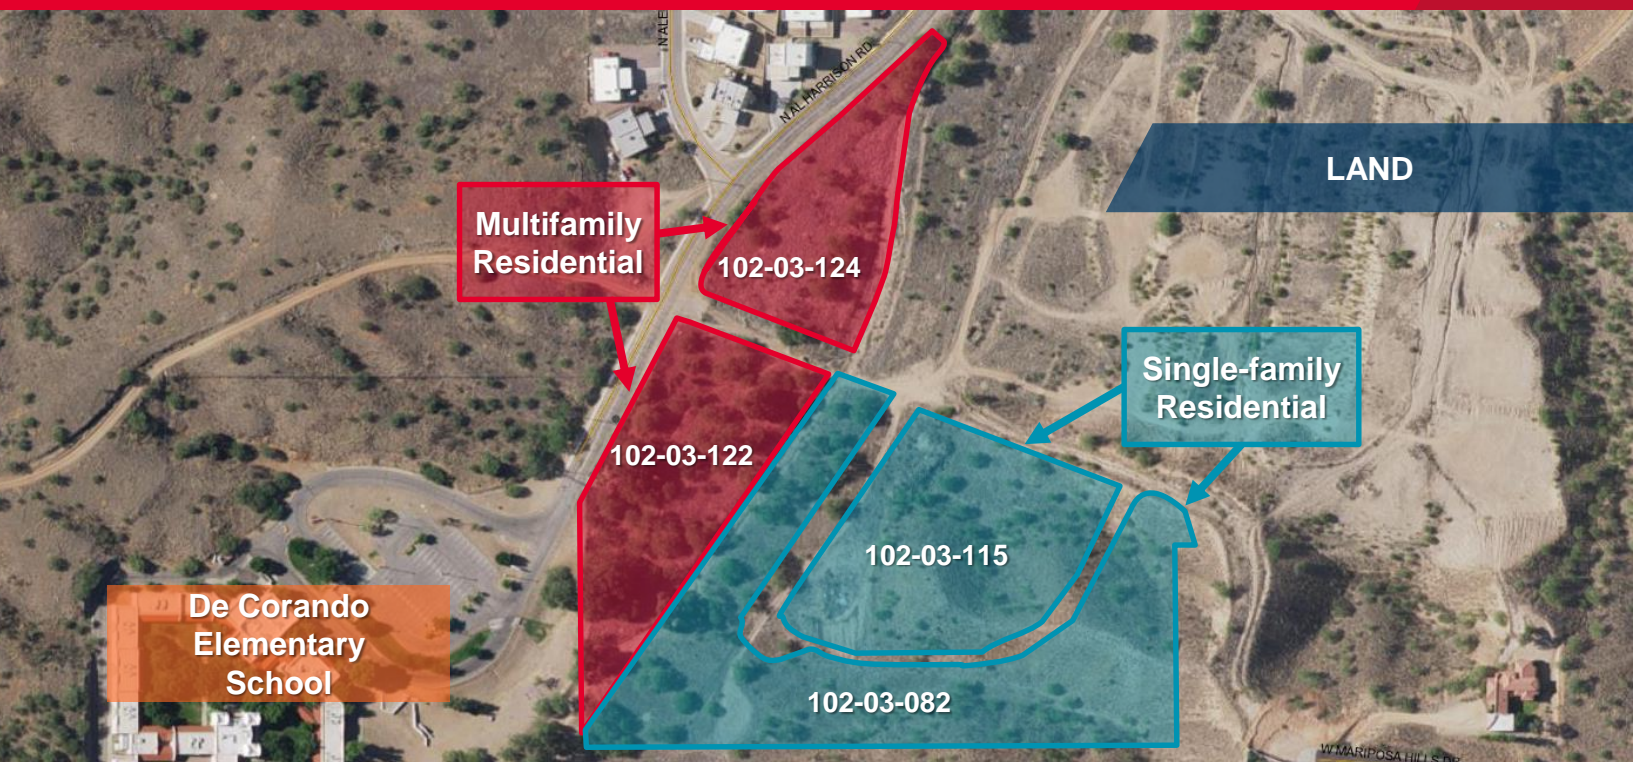 N ALE
N AL HARRISON RD
LAND
Multifamily
Residential
102-03-124
Single-family
Residential
102-03-122
102-03-115
De Corando
Elementary
School
102-03-082
W MARIPOSA HILLS DR